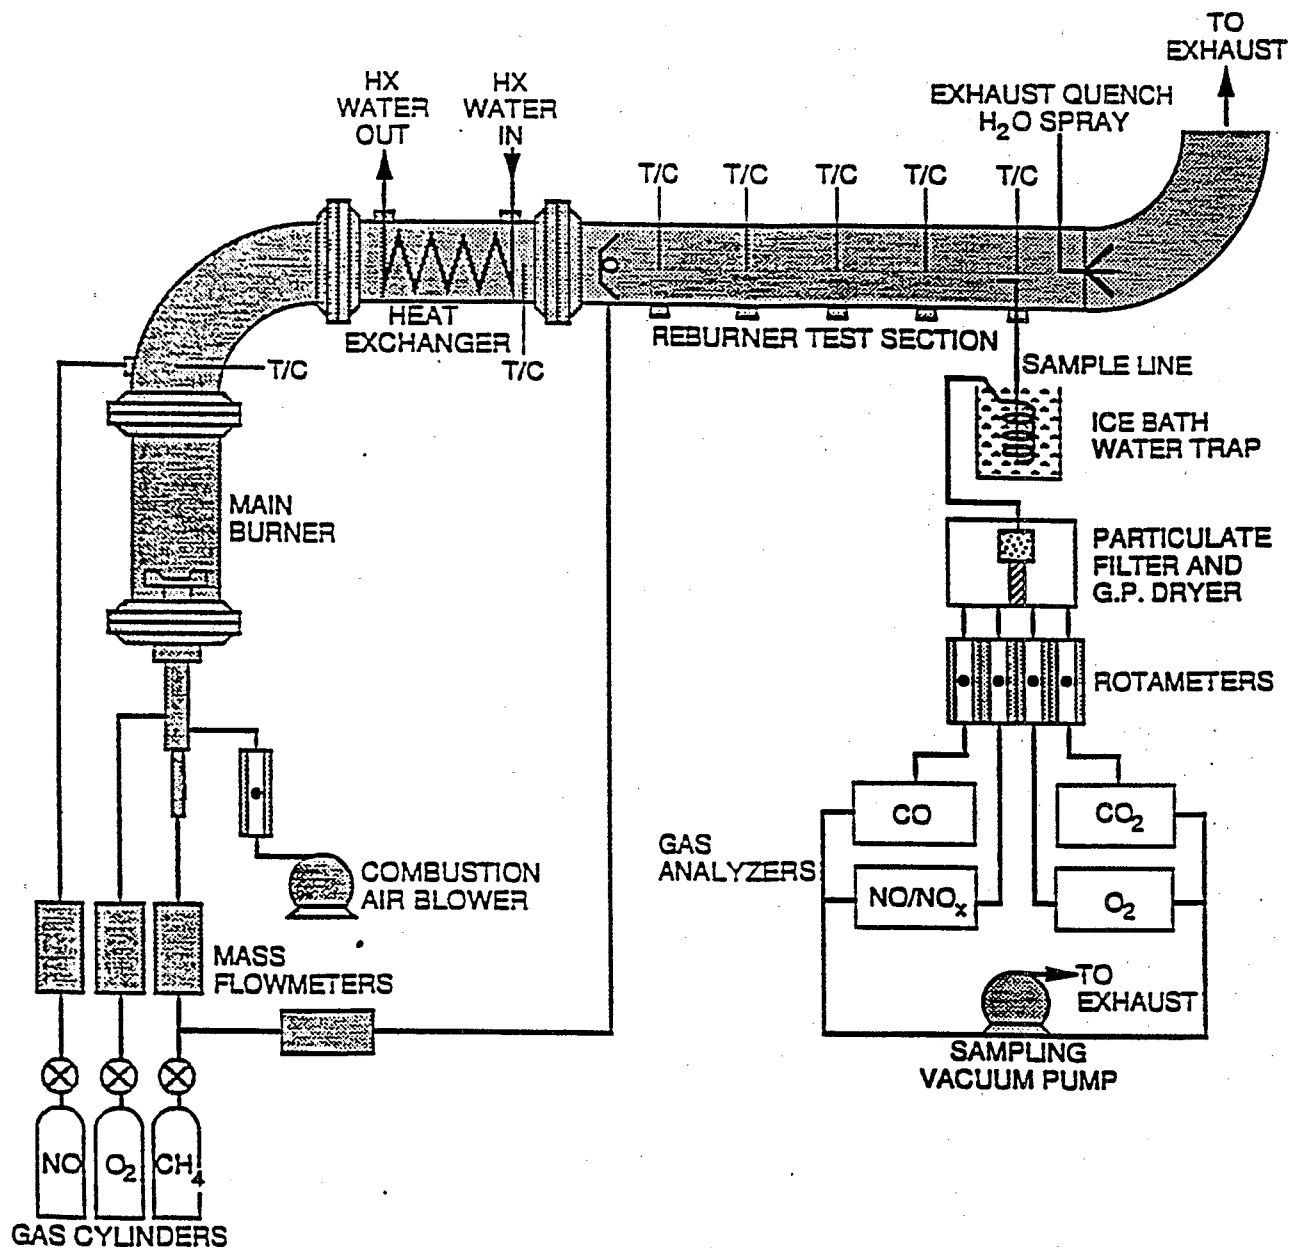 TO
EXHAUST
HX
WATER
OUT
HX
WATER
IN
EXHAUST QUENCH
H₂O SPRAY
T/C
T/C
T/C
T/C
T/C
HEAT
EXCHANGER
T/C
T/C
REBURNER TEST SECTION
SAMPLE LINE
ICE BATH
WATER TRAP
MAIN
BURNER
PARTICULATE
FILTER AND
G.P. DRYER
ROTAMETERS
COMBUSTION
AIR BLOWER
GAS
ANALYZERS
CO
CO₂
NO/NOₓ
O₂
MASS
FLOWMETERS
TO
EXHAUST
SAMPLING
VACUUM PUMP
NO
O₂
CH₄
GAS CYLINDERS